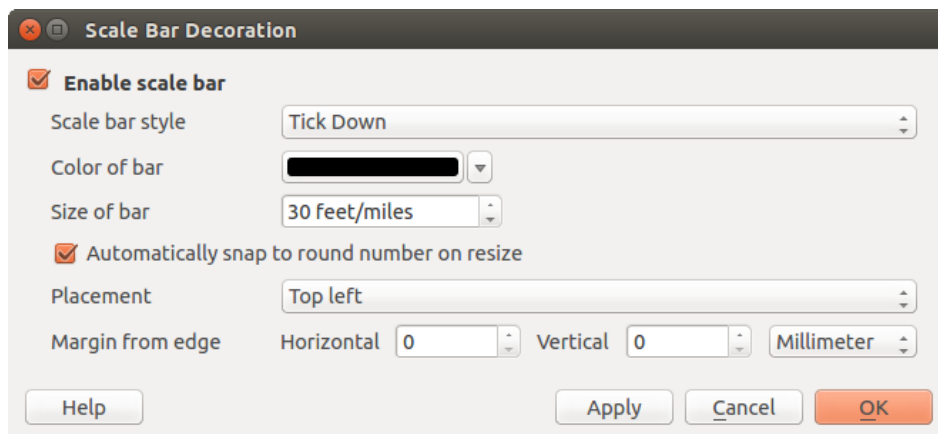 Scale Bar Decoration
Enable scale bar
Scale bar style Tick Down
Color of bar
Size of bar 30 feet/miles
Automatically snap to round number on resize
Placement Top left
Margin from edge Horizontal 0 Vertical 0 Millimeter
Help Apply Cancel OK